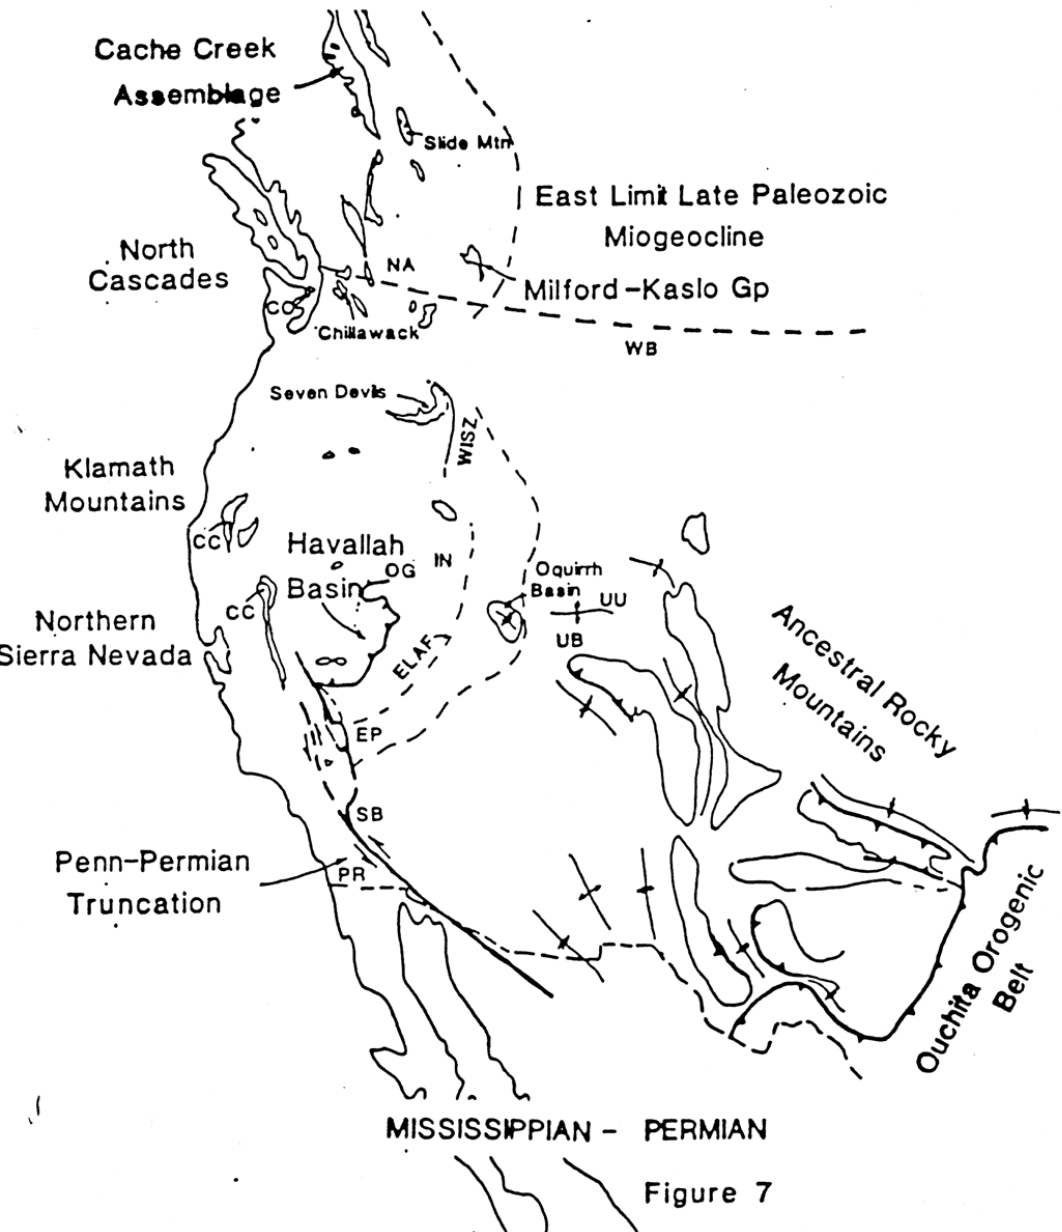 Cache Creek
Assemblage
Slide Mtn
East Limit Late Paleozoic
Miogeocline
North
Cascades
NA
Milford-Kaslo Gp
CO
Chillawack
WB
Seven Devils
WISZ
Klamath
Mountains
CC
Havallah
Basin
OG
IN
Oquirrh
Basin
UU
UB
CC
Northern
Sierra Nevada
ELAF
Ancestral Rocky
Mountains
EP
SB
Penn-Permian
Truncation
PR
Ouchita Orogenic
Belt
MISSISSIPPIAN - PERMIAN
Figure 7